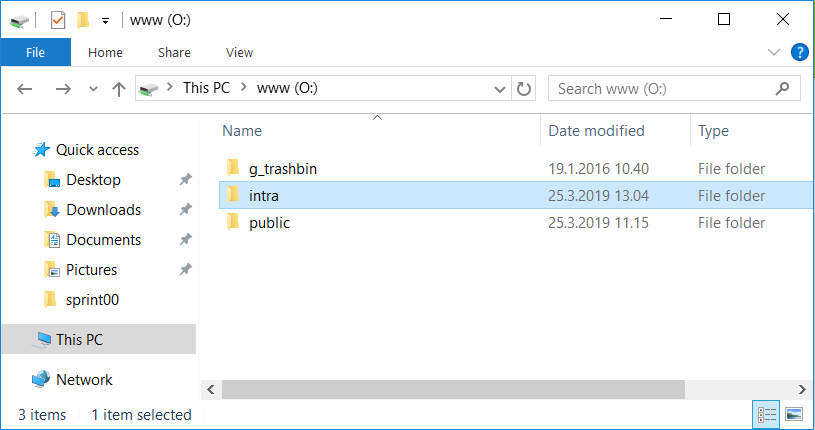 www (O:)
File Home Share View
This PC www (O:) Search www (O:)
Name Date modified Type
Quick access
Desktop
Downloads
Documents
Pictures
sprint00
This PC
Network
g_trashbin 19.1.2016 10.40 File folder
intra 25.3.2019 13.04 File folder
public 25.3.2019 11.15 File folder
3 items 1 item selected